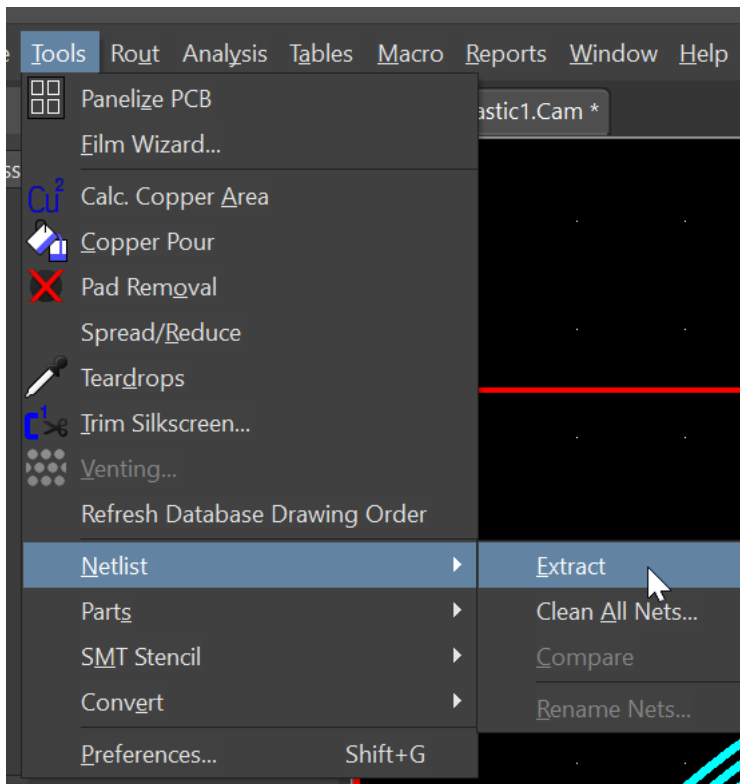 Tools Rout Analysis Tables Macro Reports Window Help
Panelize PCB
astic1.Cam *
Film Wizard...
ss
Cu2 Calc. Copper Area
Copper Pour
Pad Removal
Spread/Reduce
Teardrops
1 Trim Silkscreen...
Venting...
Refresh Database Drawing Order
Netlist
Extract
Parts
Clean All Nets...
SMT Stencil
Compare
Convert
Rename Nets...
Preferences... Shift+G